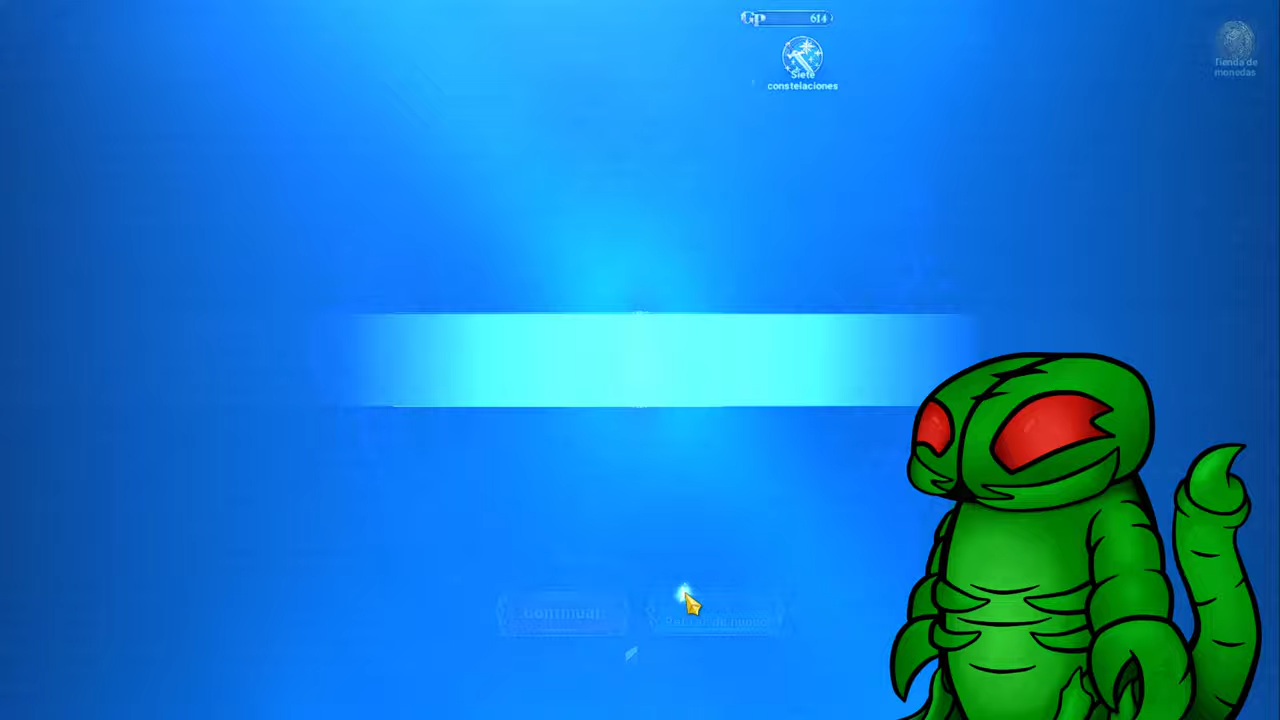 Gp 614
Siete
constelaciones
Tienda de
monedas
Continuar